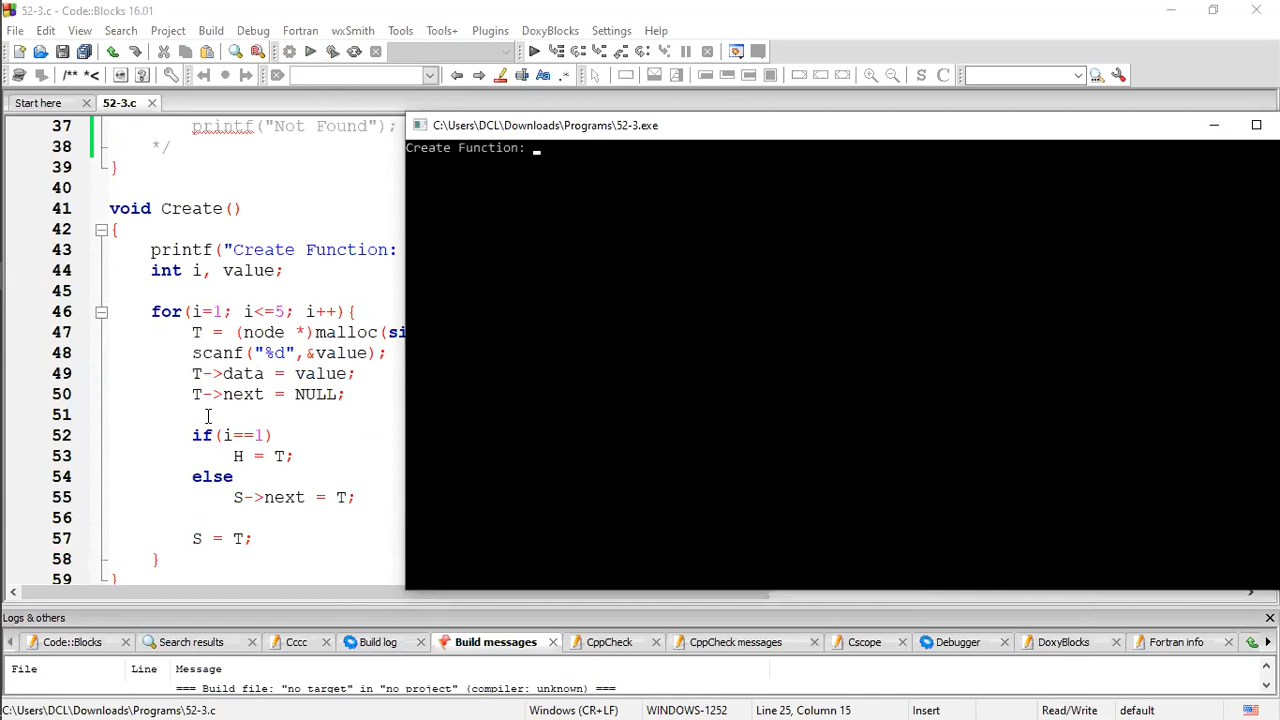 52-3.c - Code::Blocks 16.01
File Edit View Search Project Build Debug Fortran wxSmith Tools Tools+ Plugins DoxyBlocks Settings Help
/** *<
S C
Start here 52-3.c
37 printf("Not Found");
38 */
39 }
40
41 void Create()
42 {
43 printf("Create Function:
44 int i, value;
45
46 for(i=1; i<=5; i++){
47 T = (node *)malloc(si
48 scanf("%d",&value);
49 T->data = value;
50 T->next = NULL;
51
52 if(i==1)
53 H = T;
54 else
55 S->next = T;
56
57 S = T;
58 }
59 }
C:\Users\DCL\Downloads\Programs\52-3.exe
Create Function:
Logs & others
Code::Blocks Search results Cccc Build log Build messages CppCheck CppCheck messages Cscope Debugger DoxyBlocks Fortran info
File Line Message
=== Build file: "no target" in "no project" (compiler: unknown) ===
C:\Users\DCL\Downloads\Programs\52-3.c Windows (CR+LF) WINDOWS-1252 Line 25, Column 15 Insert Read/Write default